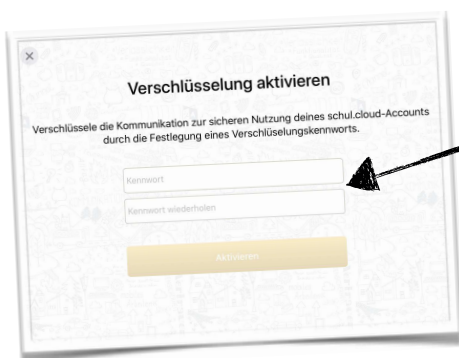 Verschlüsselung aktivieren
Verschlüssele die Kommunikation zur sicheren Nutzung deines schul.cloud-Accounts
durch die Festlegung eines Verschlüselungskennworts.
Kennwort
Kennwort wiederholen
Aktivieren